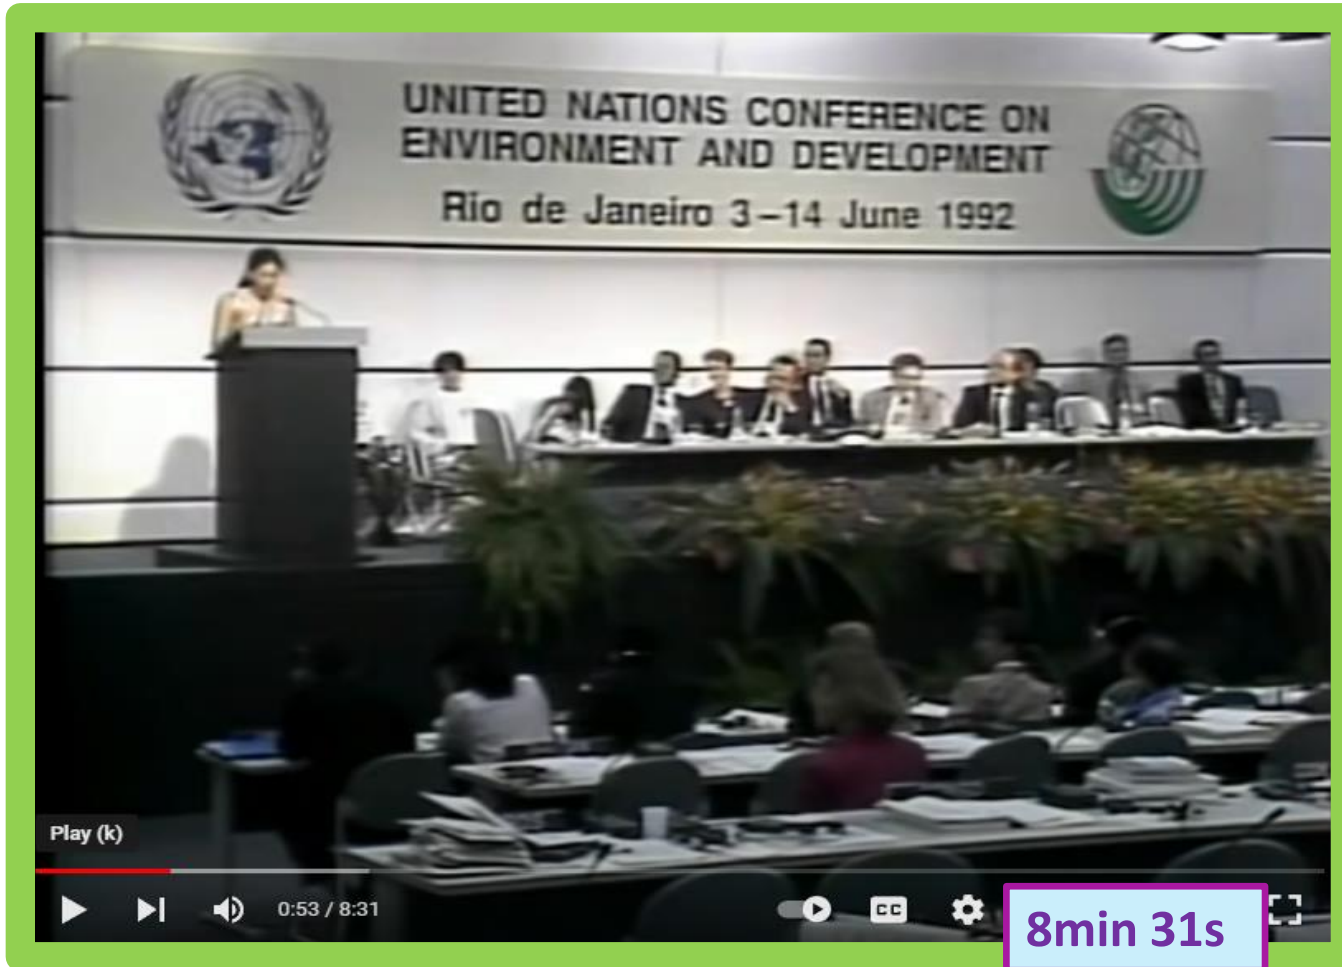 UNITED NATIONS CONFERENCE ON
ENVIRONMENT AND DEVELOPMENT
Rio de Janeiro 3–14 June 1992
Play (k)
0:53 / 8:31
CC
8min 31s